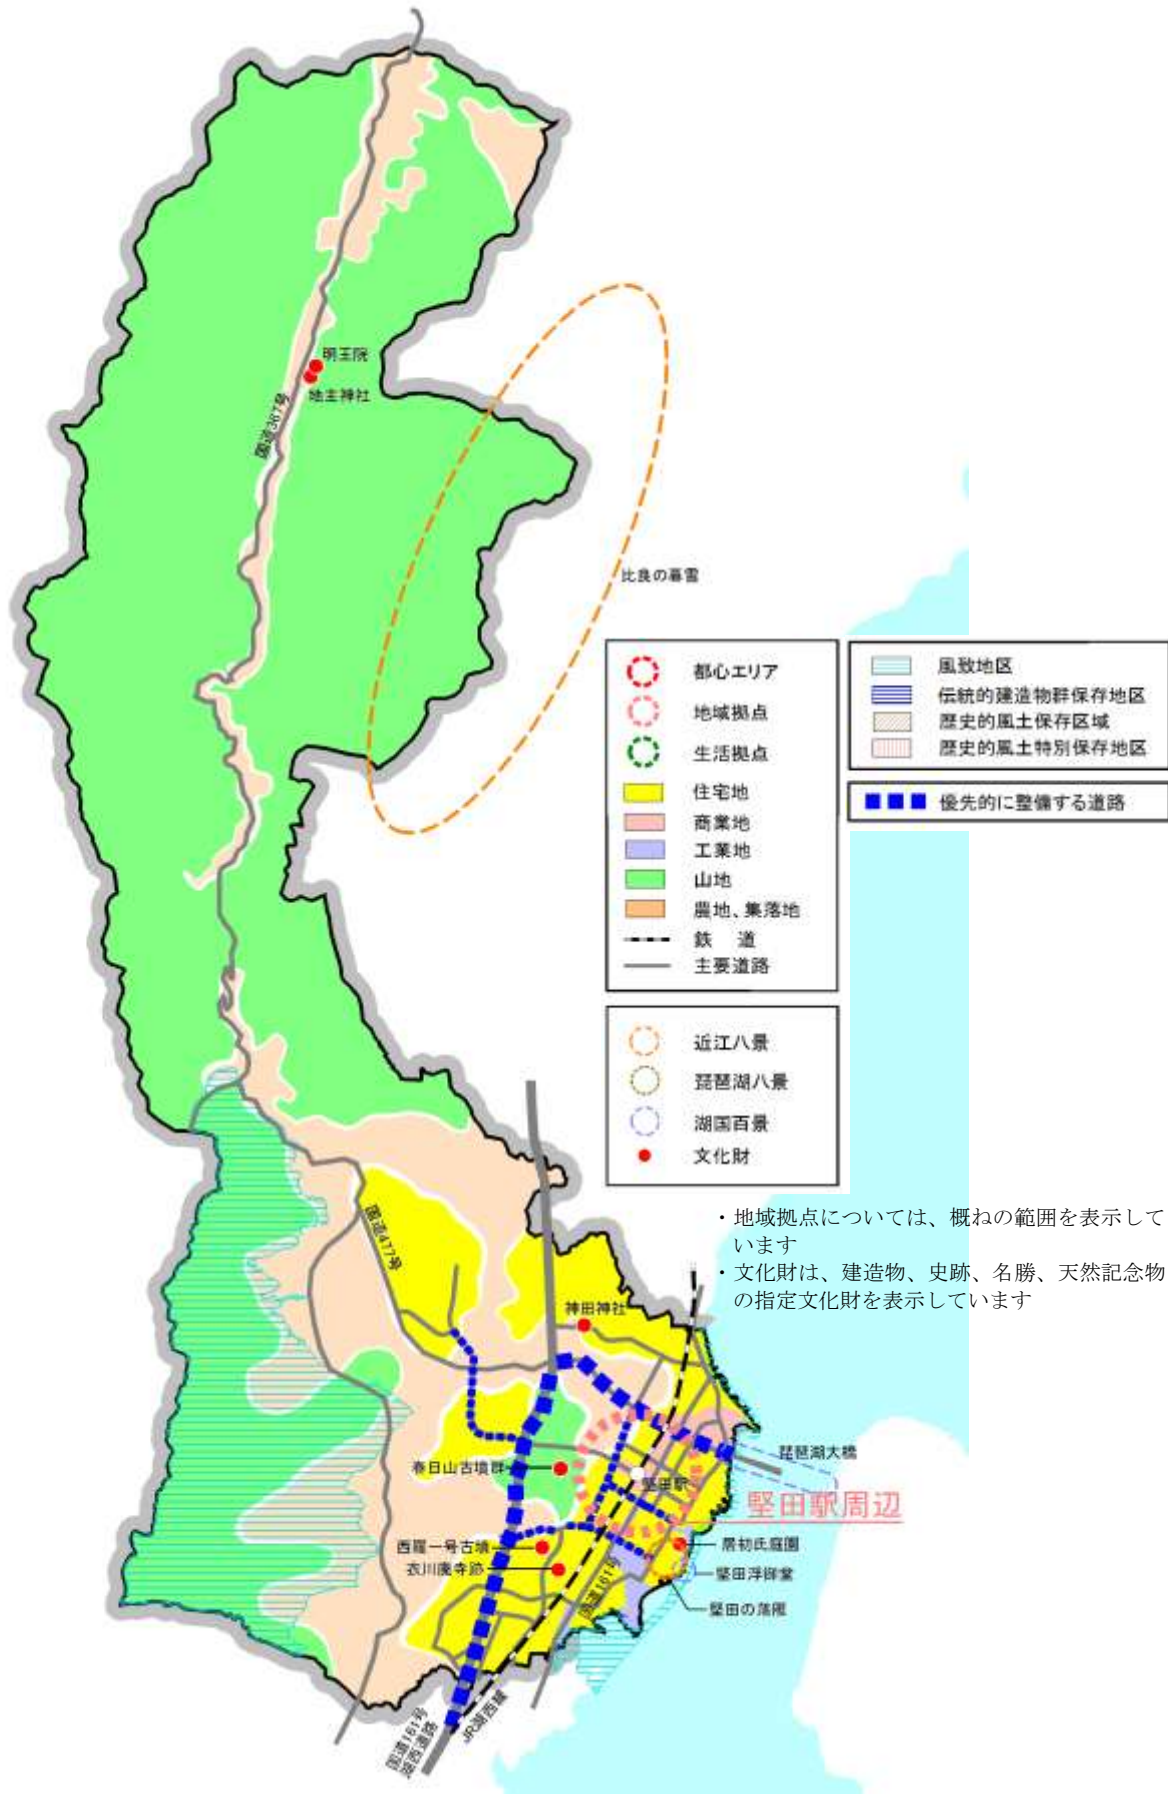 明王院
地主神社
国道367号
比良の暮雪
都心エリア
地域拠点
生活拠点
住宅地
商業地
工業地
山地
農地、集落地
鉄 道
主要道路
風致地区
伝統的建造物群保存地区
歴史的風土保存区域
歴史的風土特別保存地区
優先的に整備する道路
近江八景
琵琶湖八景
湖国百景
文化財
・地域拠点については、概ねの範囲を表示して
います
・文化財は、建造物、史跡、名勝、天然記念物
の指定文化財を表示しています
国道477号
神田神社
琵琶湖大橋
春日山古墳群
堅田駅
堅田駅周辺
西羅一号古墳
衣川廃寺跡
居初氏庭園
堅田浮御堂
堅田の落雁
国道161号
JR湖西線
国道161号
湖西道路